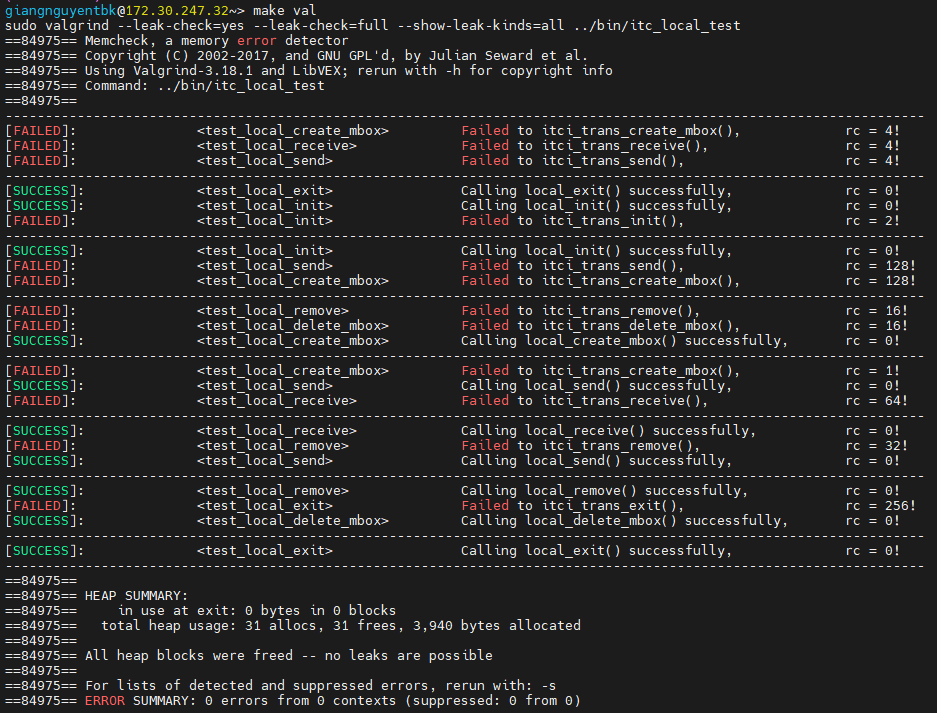 giangnguyentbk@172.30.247.32~> make val
sudo valgrind --leak-check=yes --leak-check=full --show-leak-kinds=all ../bin/itc_local_test
==84975== Memcheck, a memory error detector
==84975== Copyright (C) 2002-2017, and GNU GPL'd, by Julian Seward et al.
==84975== Using Valgrind-3.18.1 and LibVEX; rerun with -h for copyright info
==84975== Command: ../bin/itc_local_test
==84975==
-------------------------------------------------------------------------------------------------------------------
[FAILED]: <test_local_create_mbox> Failed to itci_trans_create_mbox(), rc = 4!
[FAILED]: <test_local_receive> Failed to itci_trans_receive(), rc = 4!
[FAILED]: <test_local_send> Failed to itci_trans_send(), rc = 4!
-------------------------------------------------------------------------------------------------------------------
[SUCCESS]: <test_local_exit> Calling local_exit() successfully, rc = 0!
[SUCCESS]: <test_local_init> Calling local_init() successfully, rc = 0!
[FAILED]: <test_local_init> Failed to itci_trans_init(), rc = 2!
-------------------------------------------------------------------------------------------------------------------
[SUCCESS]: <test_local_init> Calling local_init() successfully, rc = 0!
[FAILED]: <test_local_send> Failed to itci_trans_send(), rc = 128!
[FAILED]: <test_local_create_mbox> Failed to itci_trans_create_mbox(), rc = 128!
-------------------------------------------------------------------------------------------------------------------
[FAILED]: <test_local_remove> Failed to itci_trans_remove(), rc = 16!
[FAILED]: <test_local_delete_mbox> Failed to itci_trans_delete_mbox(), rc = 16!
[SUCCESS]: <test_local_create_mbox> Calling local_create_mbox() successfully, rc = 0!
-------------------------------------------------------------------------------------------------------------------
[FAILED]: <test_local_create_mbox> Failed to itci_trans_create_mbox(), rc = 1!
[SUCCESS]: <test_local_send> Calling local_send() successfully, rc = 0!
[FAILED]: <test_local_receive> Failed to itci_trans_receive(), rc = 64!
-------------------------------------------------------------------------------------------------------------------
[SUCCESS]: <test_local_receive> Calling local_receive() successfully, rc = 0!
[FAILED]: <test_local_remove> Failed to itci_trans_remove(), rc = 32!
[SUCCESS]: <test_local_send> Calling local_send() successfully, rc = 0!
-------------------------------------------------------------------------------------------------------------------
[SUCCESS]: <test_local_remove> Calling local_remove() successfully, rc = 0!
[FAILED]: <test_local_exit> Failed to itci_trans_exit(), rc = 256!
[SUCCESS]: <test_local_delete_mbox> Calling local_delete_mbox() successfully, rc = 0!
-------------------------------------------------------------------------------------------------------------------
[SUCCESS]: <test_local_exit> Calling local_exit() successfully, rc = 0!
-------------------------------------------------------------------------------------------------------------------
==84975==
==84975== HEAP SUMMARY:
==84975== in use at exit: 0 bytes in 0 blocks
==84975== total heap usage: 31 allocs, 31 frees, 3,940 bytes allocated
==84975==
==84975== All heap blocks were freed -- no leaks are possible
==84975==
==84975== For lists of detected and suppressed errors, rerun with: -s
==84975== ERROR SUMMARY: 0 errors from 0 contexts (suppressed: 0 from 0)